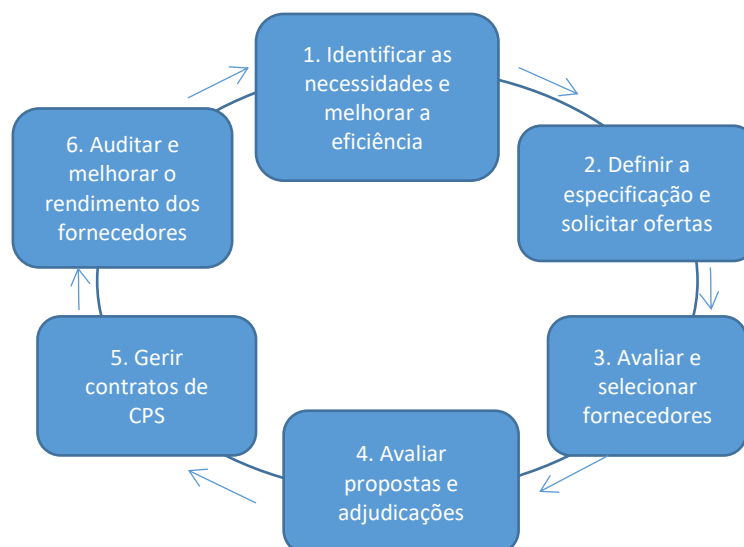 1. Identificar as
necessidades e
melhorar a
eficiência
2. Definir a
especificação e
solicitar ofertas
3. Avaliar e
selecionar
fornecedores
4. Avaliar
propostas e
adjudicações
5. Gerir
contratos de
CPS
6. Auditar e
melhorar o
rendimento dos
fornecedores